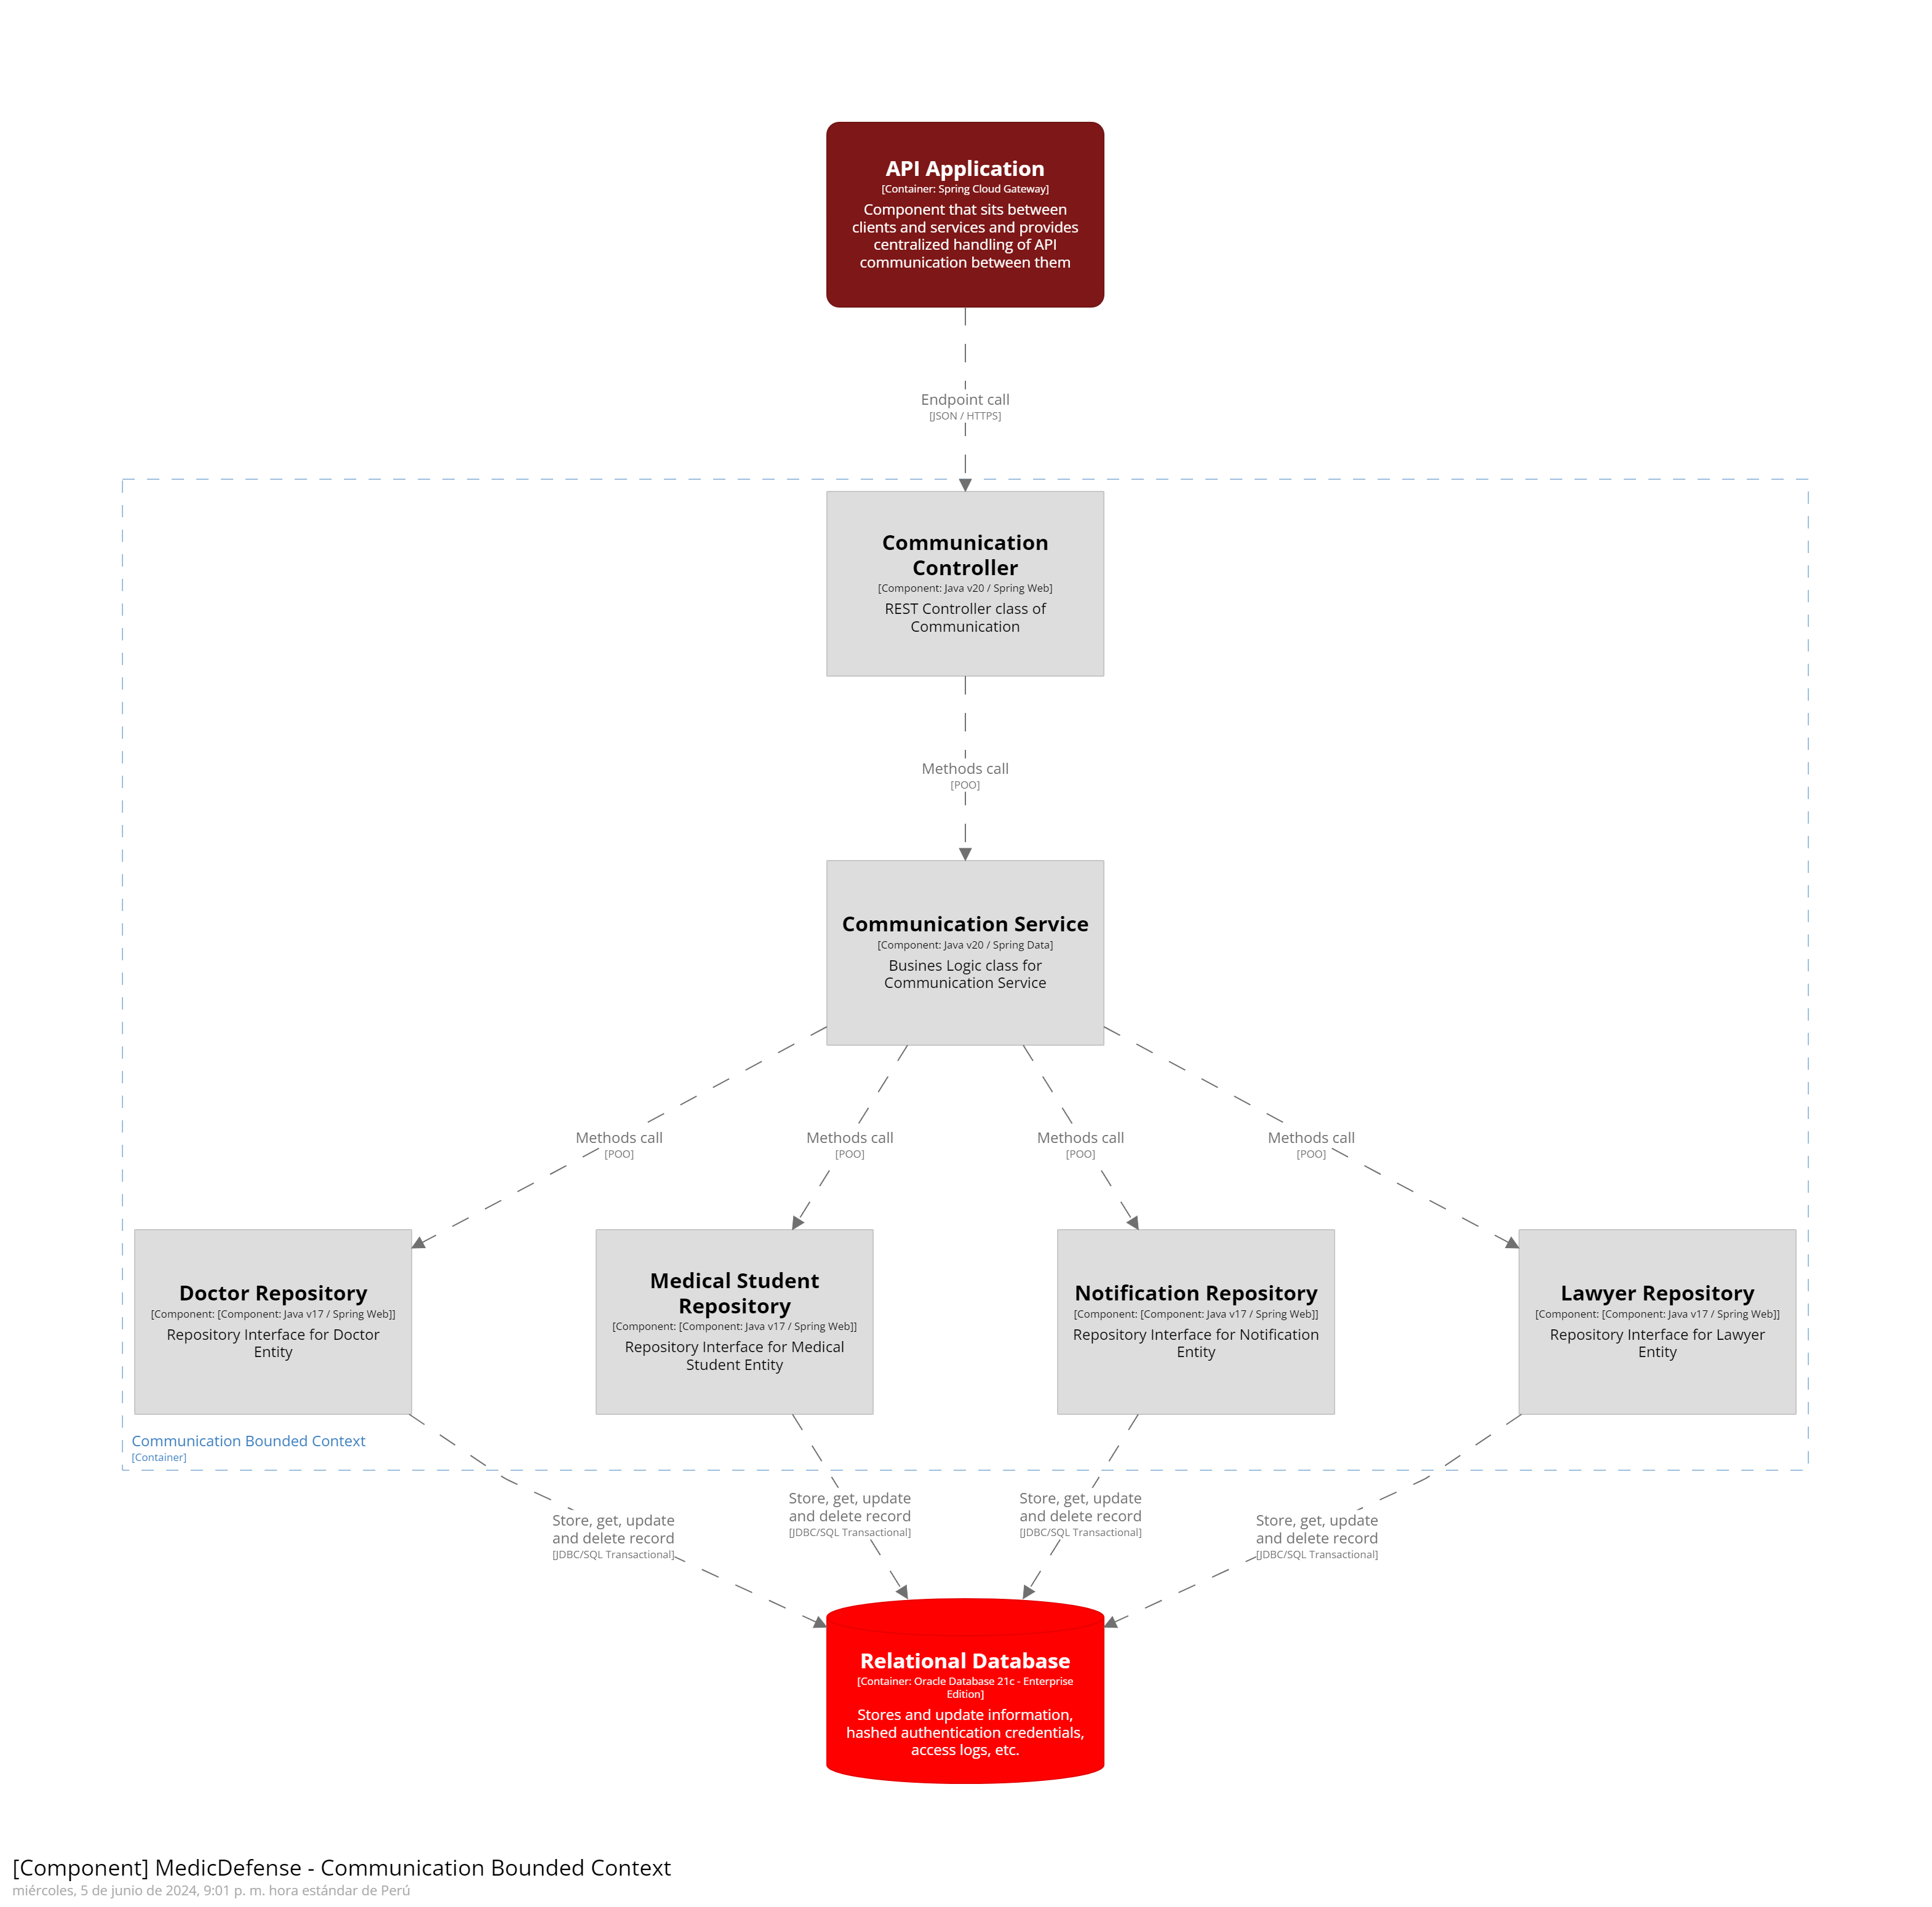 API Application
[Container: Spring Cloud Gateway]
Component that sits between
clients and services and provides
centralized handling of API
communication between them
Endpoint call
[JSON / HTTPS]
Communication
Controller
[Component: Java v20 / Spring Web]
REST Controller class of
Communication
Methods call
[POO]
Communication Service
[Component: Java v20 / Spring Data]
Busines Logic class for
Communication Service
Methods call
[POO]
Methods call
[POO]
Methods call
[POO]
Methods call
[POO]
Doctor Repository
[Component: [Component: Java v17 / Spring Web]]
Repository Interface for Doctor
Entity
Medical Student
Repository
[Component: [Component: Java v17 / Spring Web]]
Repository Interface for Medical
Student Entity
Notification Repository
[Component: [Component: Java v17 / Spring Web]]
Repository Interface for Notification
Entity
Lawyer Repository
[Component: [Component: Java v17 / Spring Web]]
Repository Interface for Lawyer
Entity
Communication Bounded Context
[Container]
Store, get, update
and delete record
[JDBC/SQL Transactional]
Store, get, update
and delete record
[JDBC/SQL Transactional]
Store, get, update
and delete record
[JDBC/SQL Transactional]
Store, get, update
and delete record
[JDBC/SQL Transactional]
Relational Database
[Container: Oracle Database 21c - Enterprise
Edition]
Stores and update information,
hashed authentication credentials,
access logs, etc.
[Component] MedicDefense - Communication Bounded Context
miércoles, 5 de junio de 2024, 9:01 p. m. hora estándar de Perú